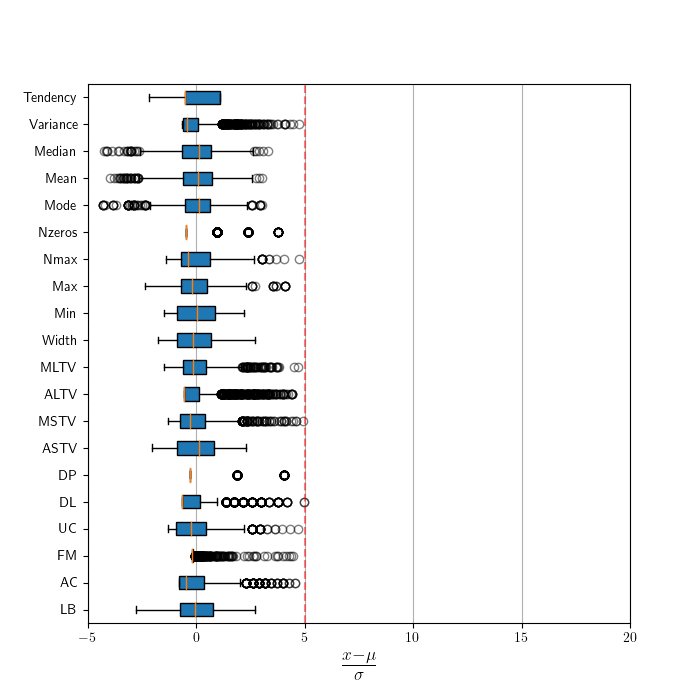 Tendency
Variance
Median
Mean
Mode
Nzeros
Nmax
Max
Min
Width
MLTV
ALTV
MSTV
ASTV
DP
DL
UC
FM
AC
LB
−5 0 5 10 15 20
x−μ
σ